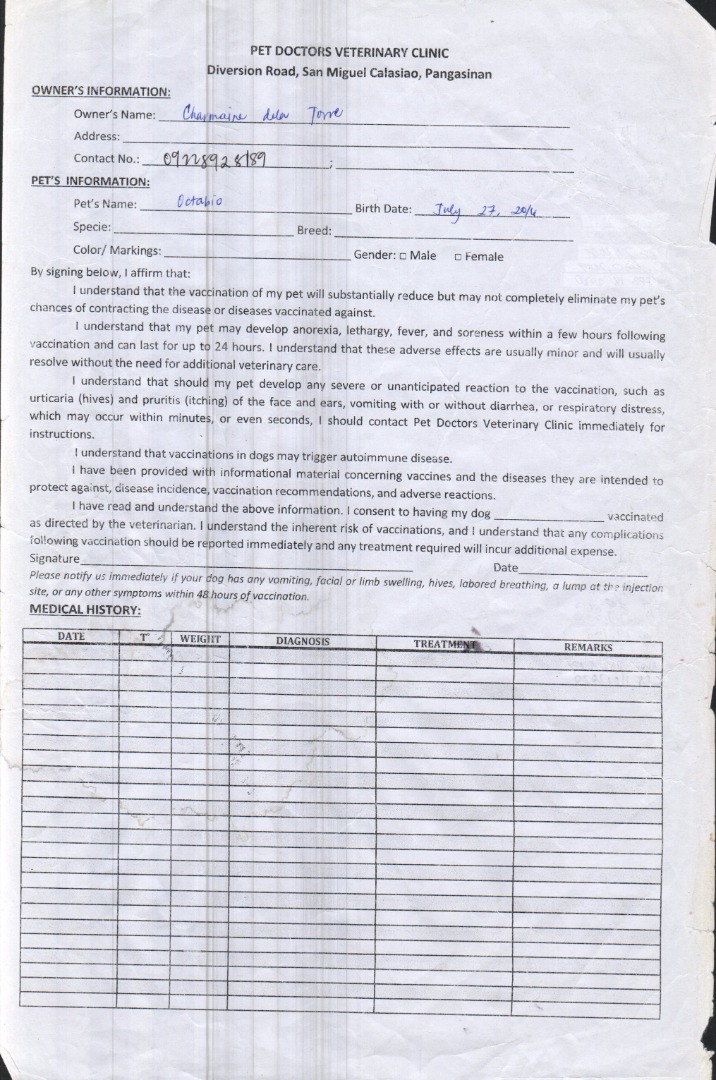 PET DOCTORS VETERINARY CLINIC
Diversion Road, San Miguel Calasiao, Pangasinan
OWNER'S INFORMATION:
Owner's Name: Charmaine dela Torre
Address:
Contact No.: 09228928189 ;
PET'S INFORMATION:
Pet's Name: Octabio Birth Date: July 27, 2014
Specie: Breed:
Color/ Markings: Gender: □ Male □ Female
By signing below, I affirm that:
I understand that the vaccination of my pet will substantially reduce but may not completely eliminate my pet's
chances of contracting the disease or diseases vaccinated against.
I understand that my pet may develop anorexia, lethargy, fever, and soreness within a few hours following
vaccination and can last for up to 24 hours. I understand that these adverse effects are usually minor and will usually
resolve without the need for additional veterinary care.
I understand that should my pet develop any severe or unanticipated reaction to the vaccination, such as
urticaria (hives) and pruritis (itching) of the face and ears, vomiting with or without diarrhea, or respiratory distress,
which may occur within minutes, or even seconds, I should contact Pet Doctors Veterinary Clinic immediately for
instructions.
I understand that vaccinations in dogs may trigger autoimmune disease.
I have been provided with informational material concerning vaccines and the diseases they are intended to
protect against, disease incidence, vaccination recommendations, and adverse reactions.
I have read and understand the above information. I consent to having my dog vaccinated
as directed by the veterinarian. I understand the inherent risk of vaccinations, and I understand that any complications
following vaccination should be reported immediately and any treatment required will incur additional expense.
Signature Date
Please notify us immediately if your dog has any vomiting, facial or limb swelling, hives, labored breathing, a lump at the injection
site, or any other symptoms within 48 hours of vaccination.
MEDICAL HISTORY:
DATE T° WEIGHT DIAGNOSIS TREATMENT REMARKS